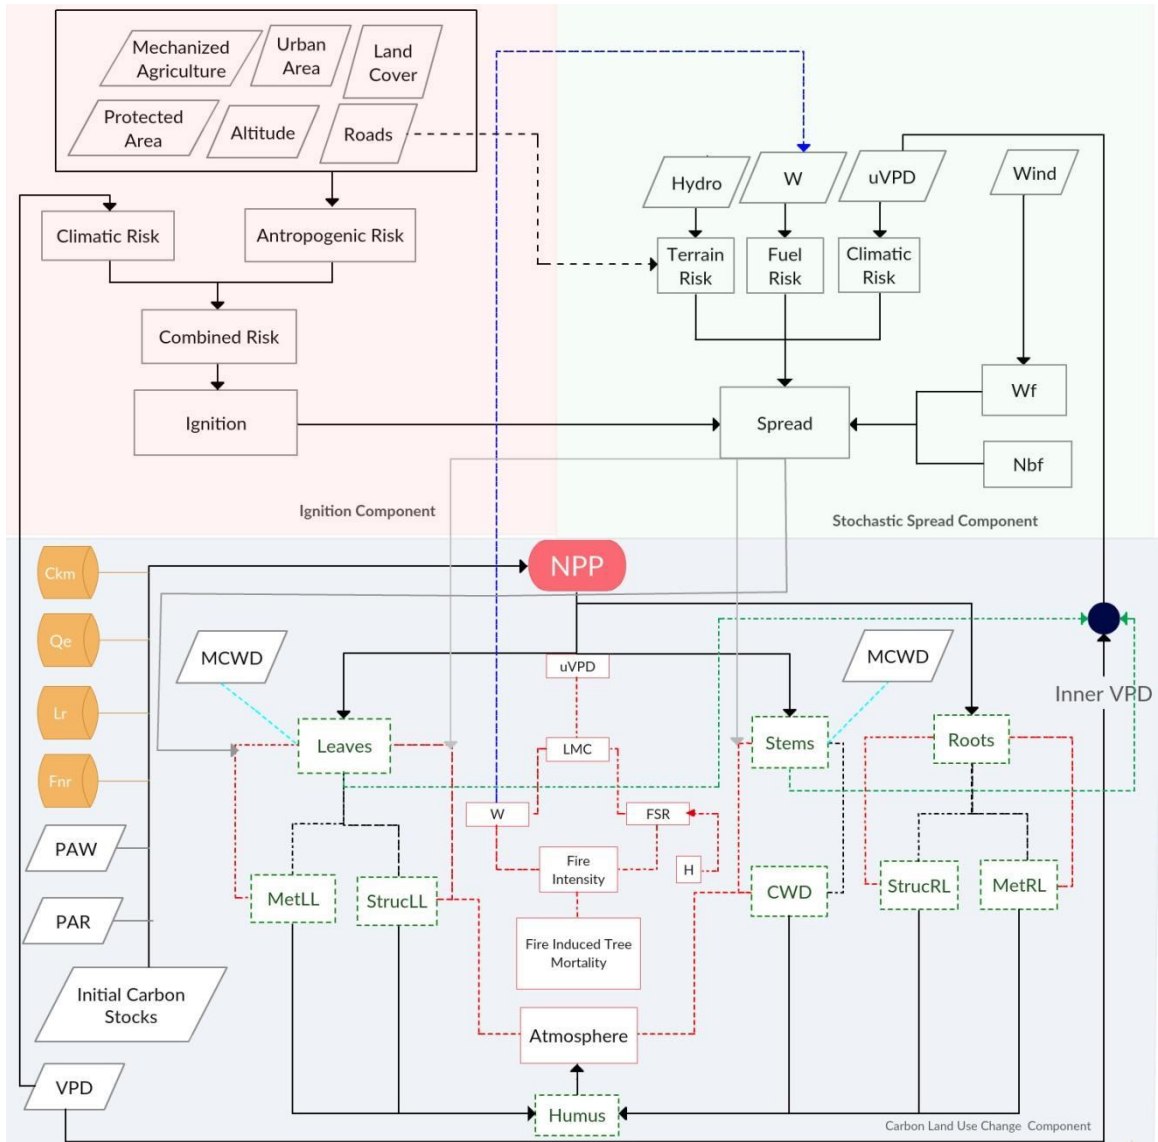 Mechanized
Agriculture
Urban
Area
Land
Cover
Protected
Area
Altitude
Roads
Hydro
W
uVPD
Wind
Climatic Risk
Antropogenic Risk
Terrain
Risk
Fuel
Risk
Climatic
Risk
Combined Risk
Wf
Ignition
Spread
Nbf
Ignition Component
Stochastic Spread Component
NPP
Ckm
Qe
Lr
Fnr
MCWD
uVPD
MCWD
Inner VPD
Leaves
LMC
Stems
Roots
W
FSR
PAW
Fire
Intensity
H
MetLL
StrucLL
CWD
StrucRL
MetRL
PAR
Fire Induced Tree
Mortality
Initial Carbon
Stocks
Atmosphere
VPD
Humus
Carbon Land Use Change Component